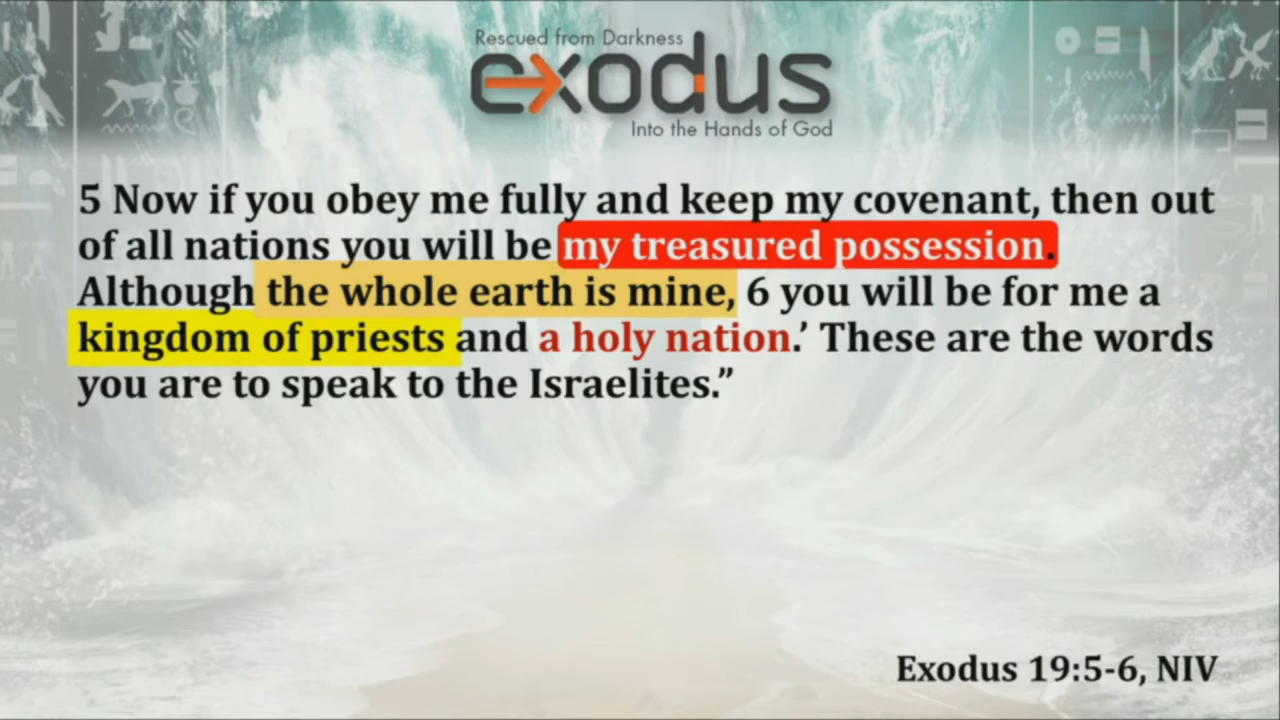 Rescued from Darkness
exodus
Into the Hands of God
5 Now if you obey me fully and keep my covenant, then out
of all nations you will be my treasured possession.
Although the whole earth is mine, 6 you will be for me a
kingdom of priests and a holy nation.’ These are the words
you are to speak to the Israelites.”
Exodus 19:5-6, NIV